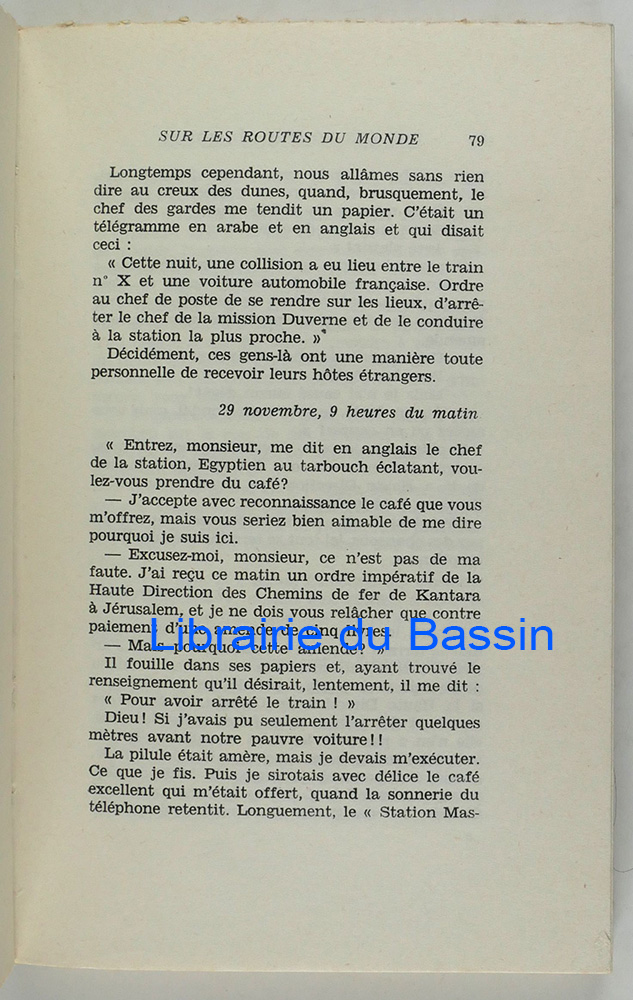 SUR LES ROUTES DU MONDE 79
Longtemps cependant, nous allâmes sans rien
dire au creux des dunes, quand, brusquement, le
chef des gardes me tendit un papier. C'était un
télégramme en arabe et en anglais et qui disait
ceci :
« Cette nuit, une collision a eu lieu entre le train
n° X et une voiture automobile française. Ordre
au chef de poste de se rendre sur les lieux, d'arrê-
ter le chef de la mission Duverne et de le conduire
à la station la plus proche. »
Décidément, ces gens-là ont une manière toute
personnelle de recevoir leurs hôtes étrangers.
29 novembre, 9 heures du matin
« Entrez, monsieur, me dit en anglais le chef
de la station, Egyptien au tarbouch éclatant, vou-
lez-vous prendre du café?
— J'accepte avec reconnaissance le café que vous
m'offrez, mais vous seriez bien aimable de me dire
pourquoi je suis ici.
— Excusez-moi, monsieur, ce n'est pas de ma
faute. J'ai reçu ce matin un ordre impératif de la
Haute Direction des Chemins de fer de Kantara
à Jérusalem, et je ne dois vous relâcher que contre
paiement d'une amende de cinq livres.
Librairie du Bassin
— Mais pourquoi cette amende? »
Il fouille dans ses papiers et, ayant trouvé le
renseignement qu'il désirait, lentement, il me dit :
« Pour avoir arrêté le train ! »
Dieu! Si j'avais pu seulement l'arrêter quelques
mètres avant notre pauvre voiture!!
La pilule était amère, mais je devais m'exécuter.
Ce que je fis. Puis je sirotais avec délice le café
excellent qui m'était offert, quand la sonnerie du
téléphone retentit. Longuement, le « Station Mas-